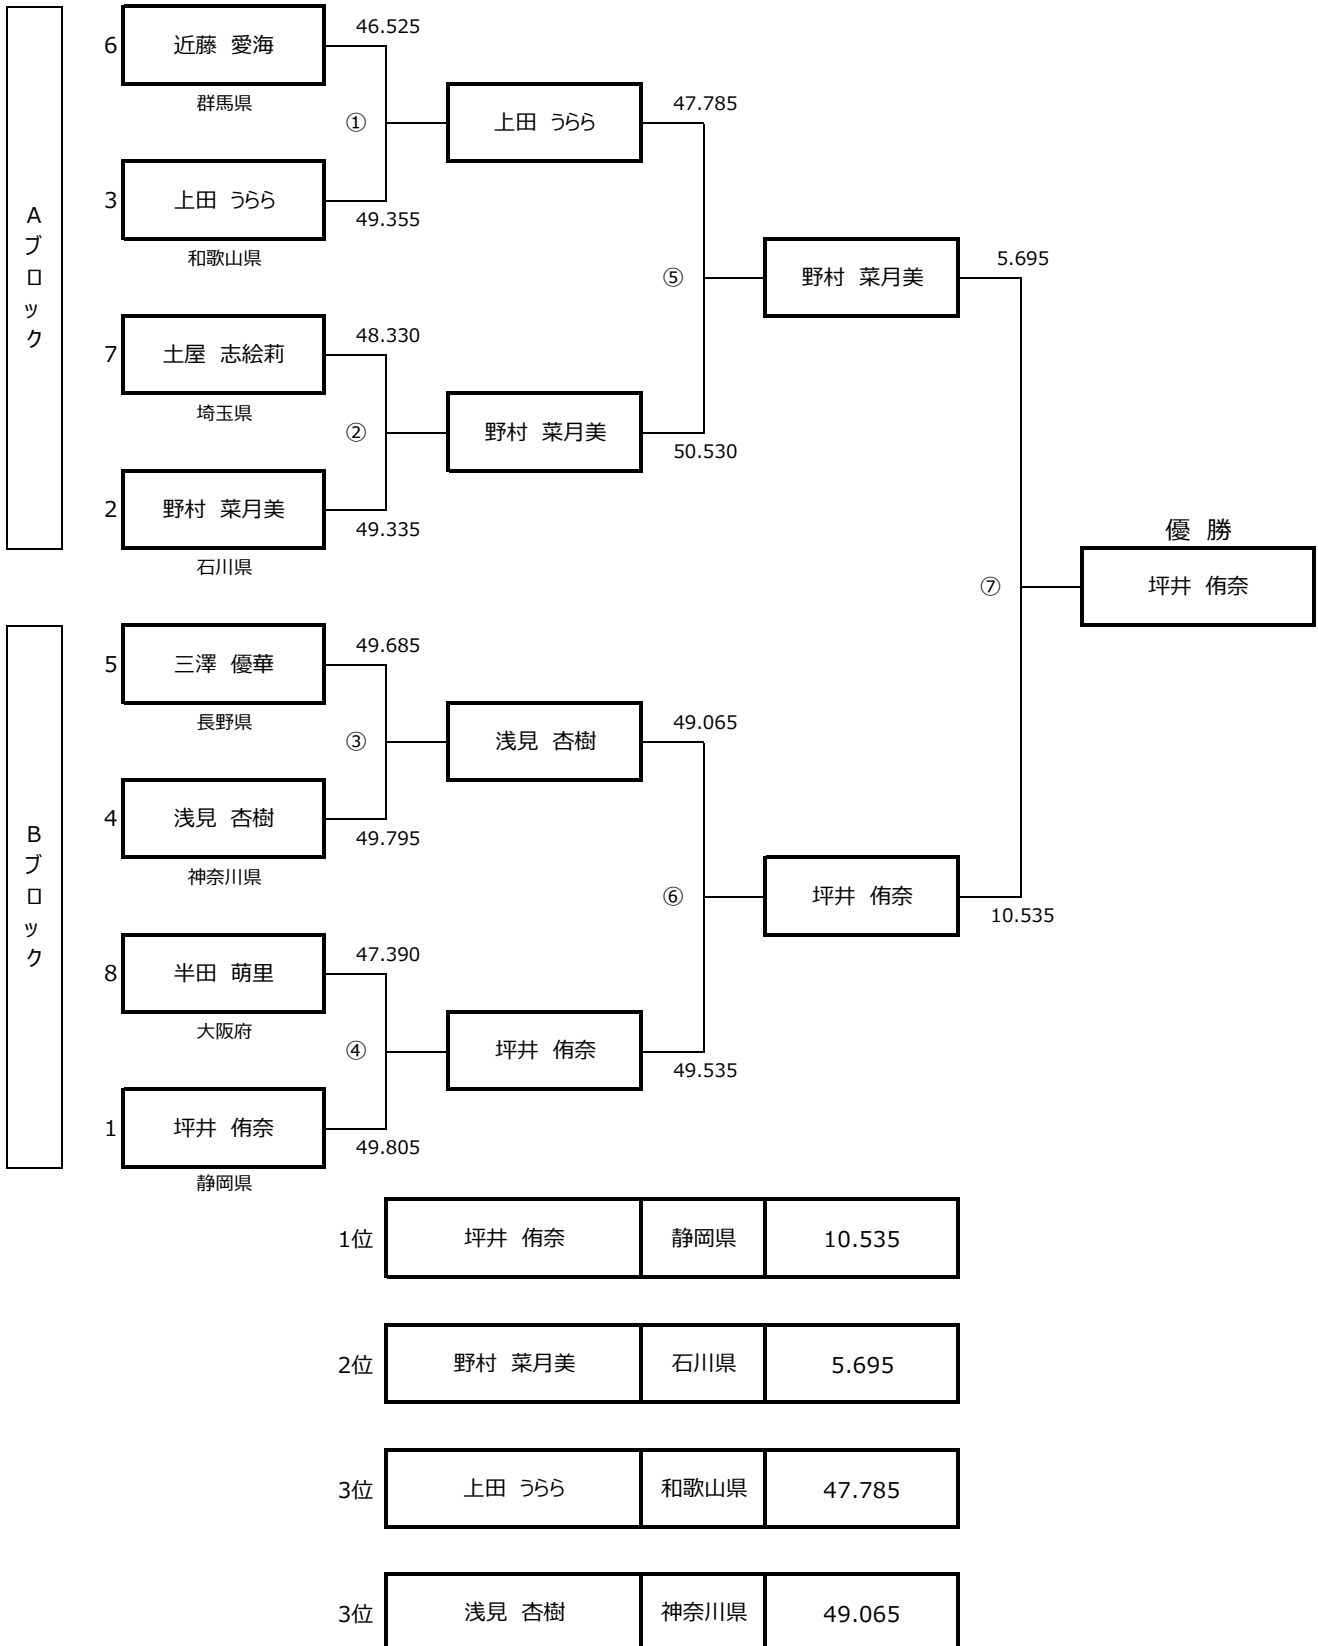 Aブロック
6
近藤 愛海
46.525
群馬県
①
上田 うらら
47.785
3
上田 うらら
49.355
和歌山県
⑤
野村 菜月美
5.695
7
土屋 志絵莉
48.330
埼玉県
②
野村 菜月美
50.530
2
野村 菜月美
49.335
石川県
優 勝
⑦
坪井 侑奈
Bブロック
5
三澤 優華
49.685
長野県
③
浅見 杏樹
49.065
4
浅見 杏樹
49.795
神奈川県
⑥
坪井 侑奈
10.535
8
半田 萌里
47.390
大阪府
④
坪井 侑奈
49.535
1
坪井 侑奈
49.805
静岡県
1位 坪井 侑奈 静岡県 10.535
2位 野村 菜月美 石川県 5.695
3位 上田 うらら 和歌山県 47.785
3位 浅見 杏樹 神奈川県 49.065